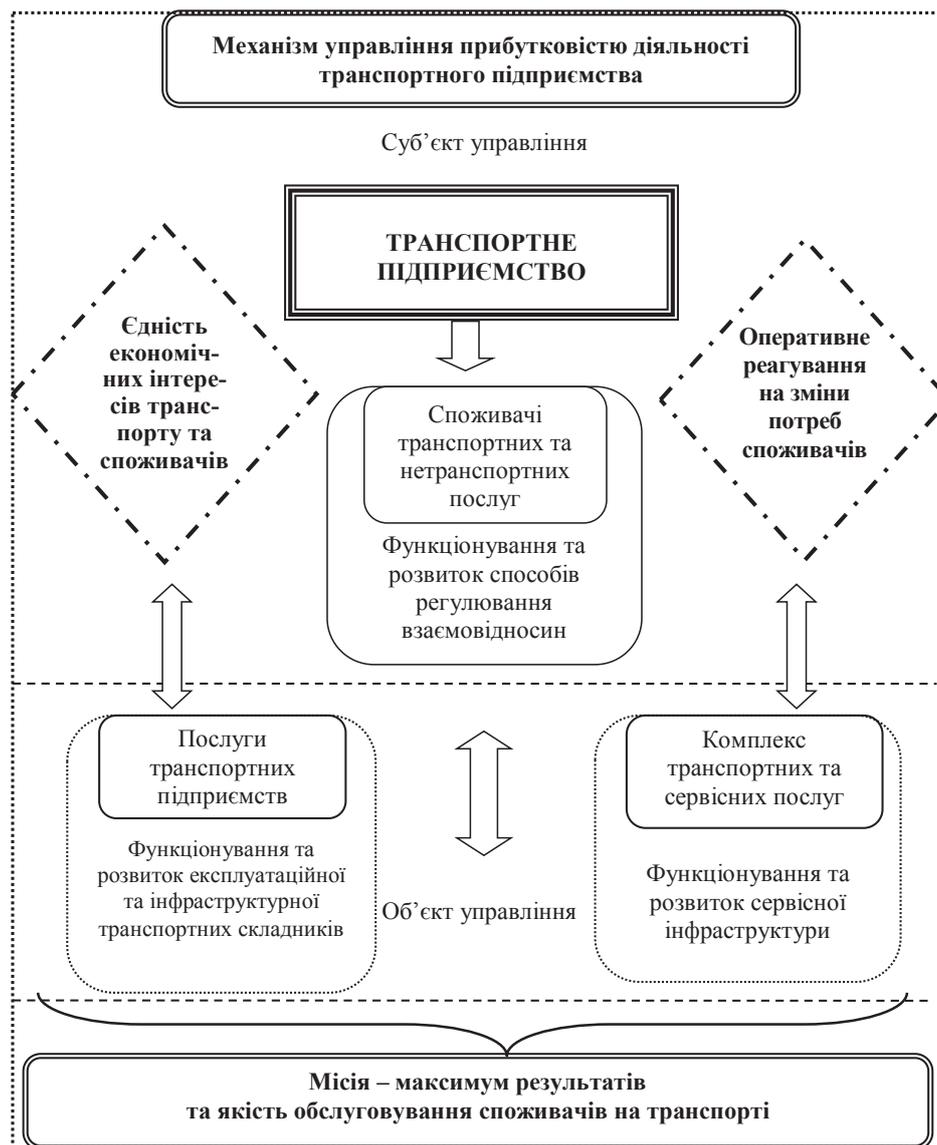 Механізм управління прибутковістю діяльності
транспортного підприємства
Суб’єкт управління
ТРАНСПОРТНЕ
ПІДПРИЄМСТВО
Єдність
економіч-
них інтере-
сів транс-
порту та
споживачів
Споживачі
транспортних та
нетранспортних
послуг
Функціонування та
розвиток способів
регулювання
взаємовідносин
Оперативне
реагування
на зміни
потреб
споживачів
Послуги
транспортних
підприємств
Функціонування та
розвиток експлуатаційної
та інфраструктурної
транспортних складників
Об’єкт управління
Комплекс
транспортних та
сервісних послуг
Функціонування та
розвиток сервісної
інфраструктури
Місія – максимум результатів
та якість обслуговування споживачів на транспорті